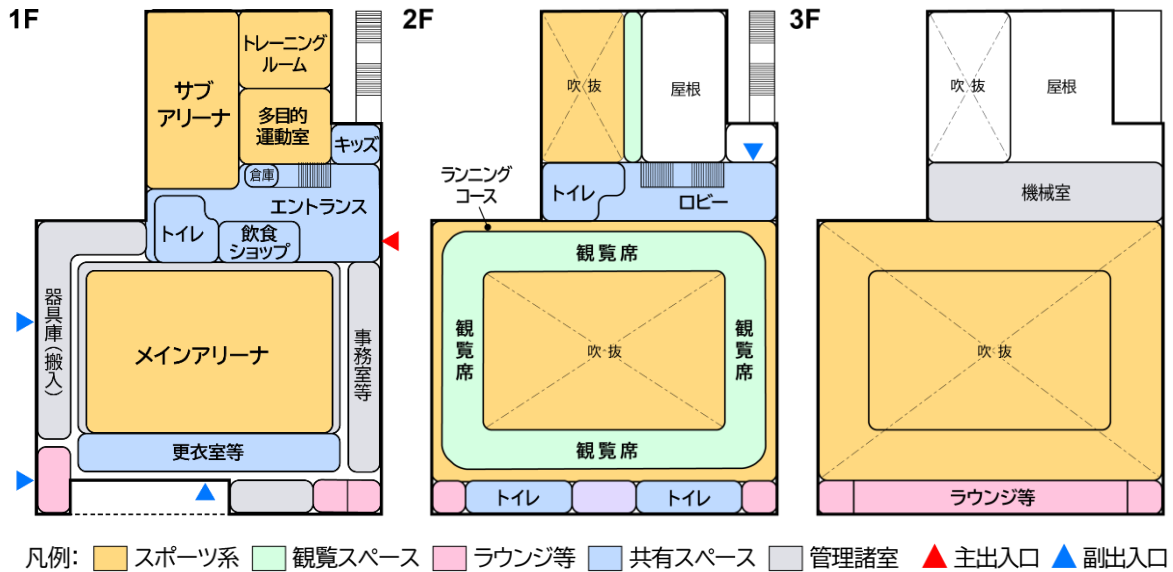 1F
トレーニング
ルーム
サブ
アリーナ
多目的
運動室
キッズ
倉庫
エントランス
トイレ
飲食
ショップ
器具庫(搬入)
メインアリーナ
事務室等
更衣室等
2F
吹抜
屋根
ランニング
コース
トイレ
ロビー
観覧席
観覧席
吹抜
観覧席
観覧席
トイレ
トイレ
3F
吹抜
屋根
機械室
吹抜
ラウンジ等
凡例: スポーツ系 観覧スペース ラウンジ等 共有スペース 管理諸室 主出入口 副出入口